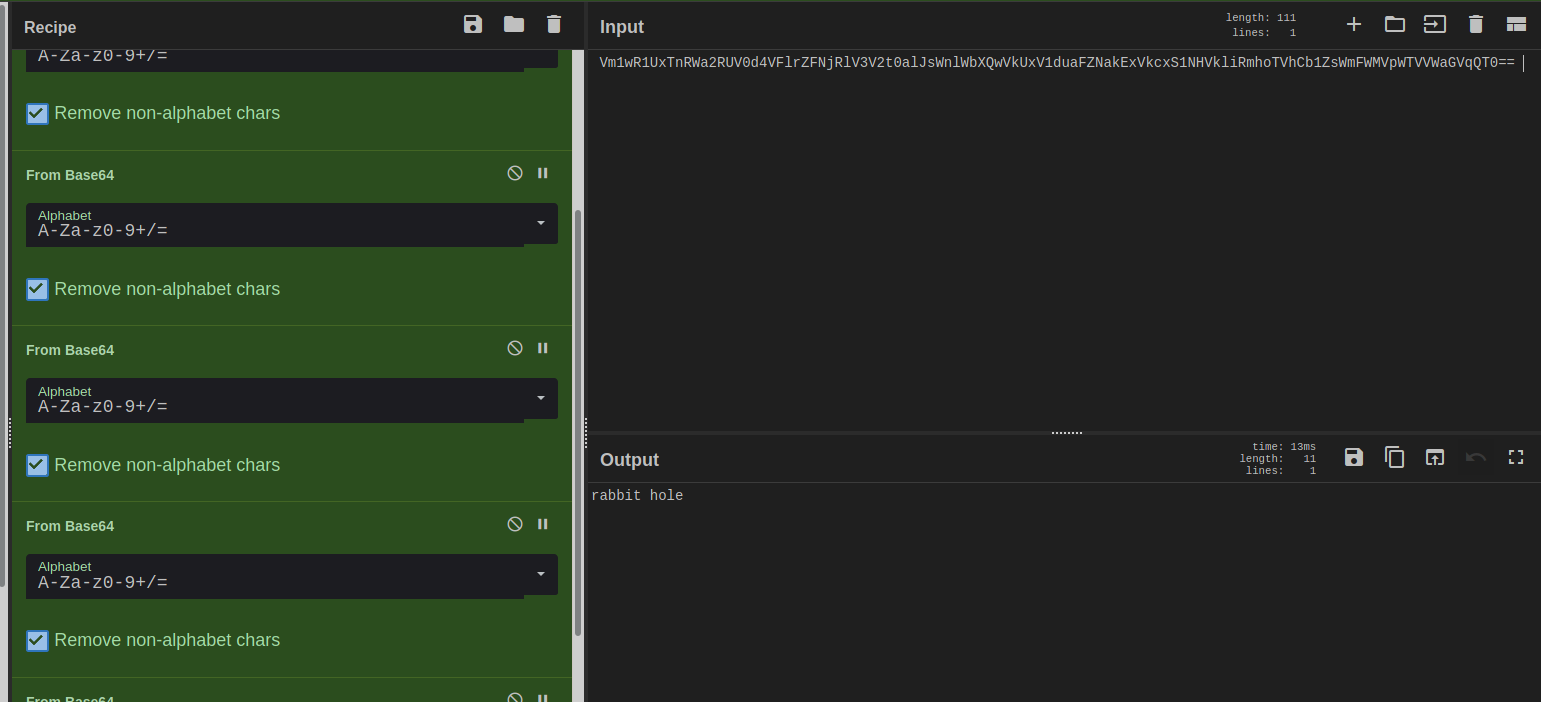 Recipe
A-Za-z0-9+/=
Remove non-alphabet chars
From Base64
Alphabet
A-Za-z0-9+/=
Remove non-alphabet chars
From Base64
Alphabet
A-Za-z0-9+/=
Remove non-alphabet chars
From Base64
Alphabet
A-Za-z0-9+/=
Remove non-alphabet chars
From Base64
Input
length: 111
lines: 1
Vm1wR1UxTnRWa2RUV0d4VFlrZFNjRlV3V2t0alJsWnlWbXQwVkUxV1duaFZNakExVkcxS1NHVkliRmhoTVhCb1ZsWmFWMVpWTVVWaGVqQT0==
Output
time: 13ms
length: 11
lines: 1
rabbit hole